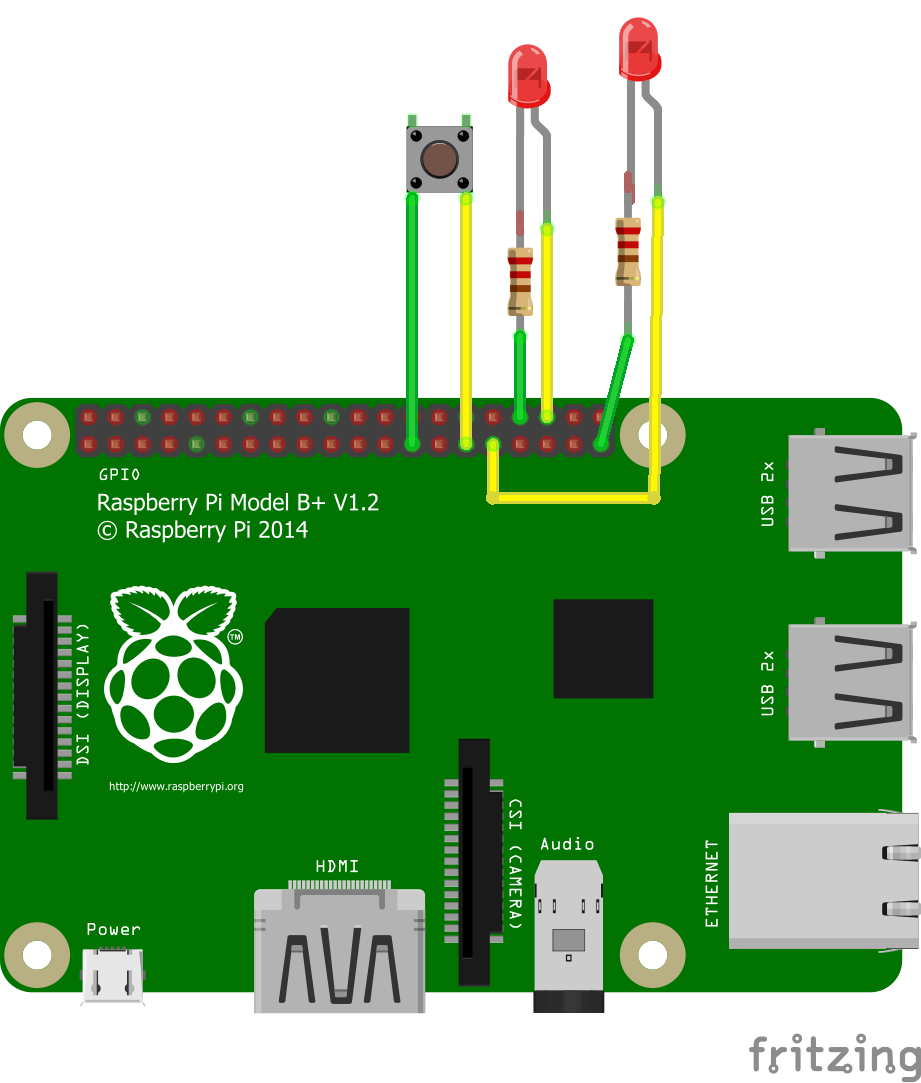 GPIO
Raspberry Pi Model B+ V1.2
© Raspberry Pi 2014
USB 2x
DSI (DISPLAY)
TM
USB 2x
http://www.raspberrypi.org
CSI (CAMERA)
Audio
ETHERNET
HDMI
Power
fritzing